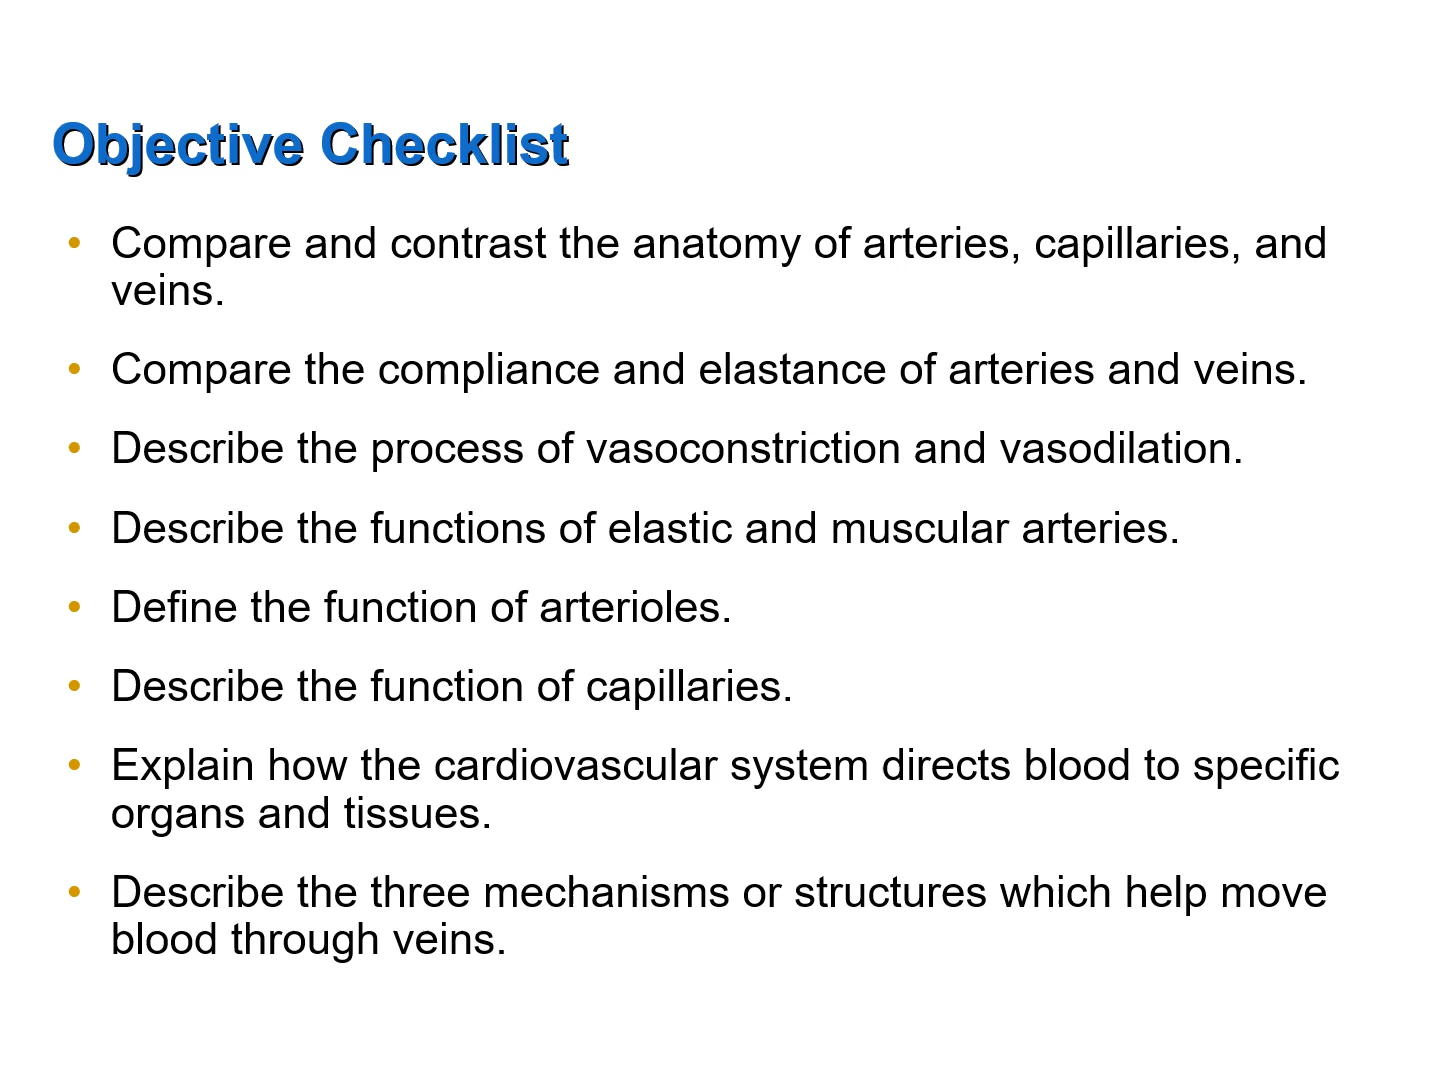 Objective Checklist
• Compare and contrast the anatomy of arteries, capillaries, and
veins.
• Compare the compliance and elastance of arteries and veins.
• Describe the process of vasoconstriction and vasodilation.
• Describe the functions of elastic and muscular arteries.
• Define the function of arterioles.
• Describe the function of capillaries.
• Explain how the cardiovascular system directs blood to specific
organs and tissues.
• Describe the three mechanisms or structures which help move
blood through veins.